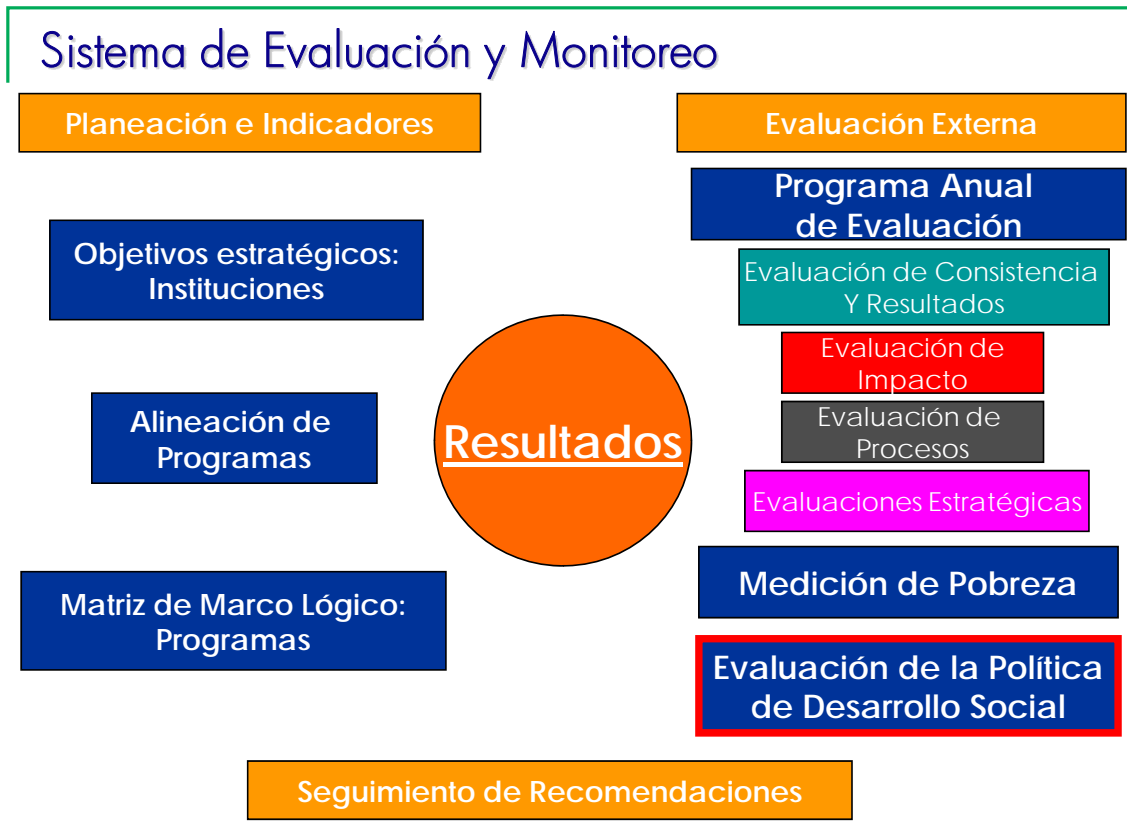 Sistema de Evaluación y Monitoreo
Planeación e Indicadores
Objetivos estratégicos:
Instituciones
Alineación de
Programas
Matriz de Marco Lógico:
Programas
Resultados
Evaluación Externa
Programa Anual
de Evaluación
Evaluación de Consistencia
Y Resultados
Evaluación de
Impacto
Evaluación de
Procesos
Evaluaciones Estratégicas
Medición de Pobreza
Evaluación de la Política
de Desarrollo Social
Seguimiento de Recomendaciones